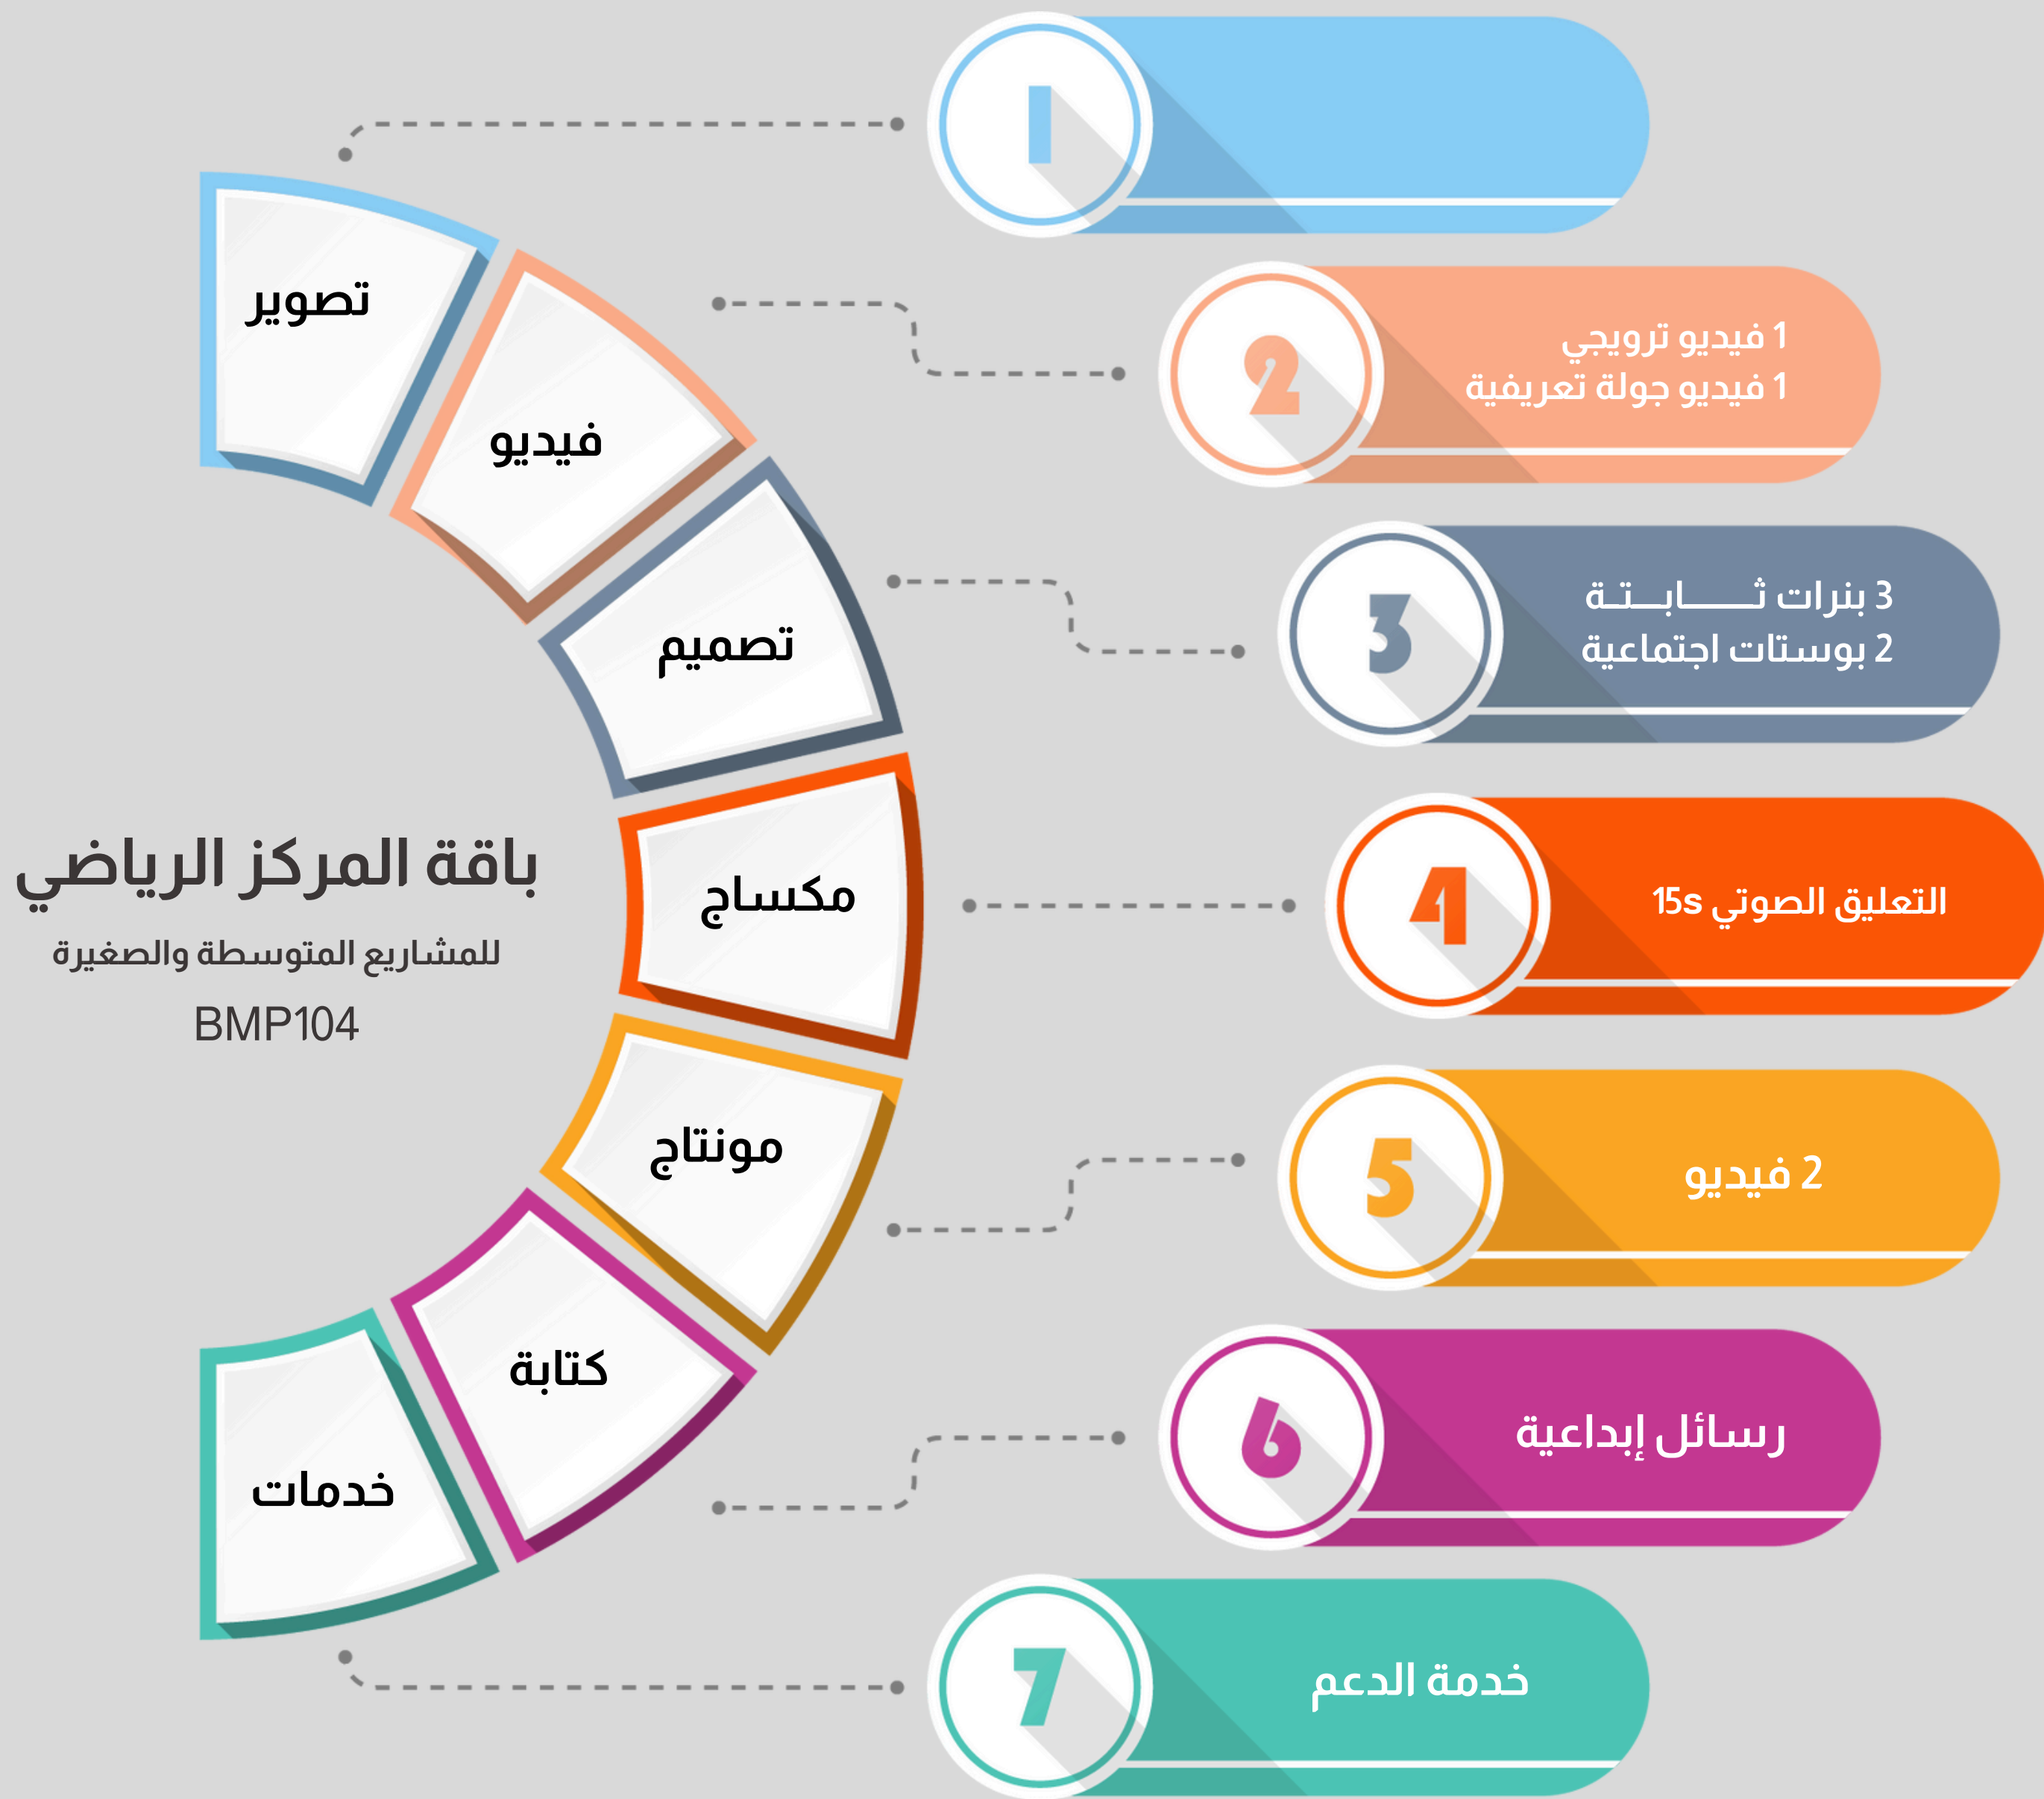 باقة المركز الرياضي
للمشاريع المتوسطة والصغيرة
BMP104
تصوير
1
فيديو
2
1 فيديو ترويجي
1 فيديو جولة تعريفية
تصميم
3
3 بنرات ثـــــابـــتـة
2 بوستات اجتماعية
مكساج
4
التعليق الصوتي 15s
مونتاج
5
2 فيديو
كتابة
6
رسائل إبداعية
خدمات
7
خدمة الدعم